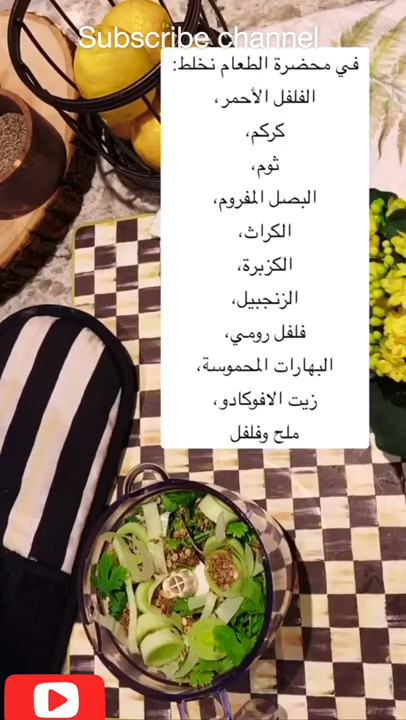 Subscribe channel
في محضرة الطعام نخلط:
الفلفل الأحمر،
كركم،
ثوم،
البصل المفروم،
الكراث،
الكزبرة،
الزنجبيل،
فلفل رومي،
البهارات المحموسة،
زيت الافوكادو،
ملح وفلفل